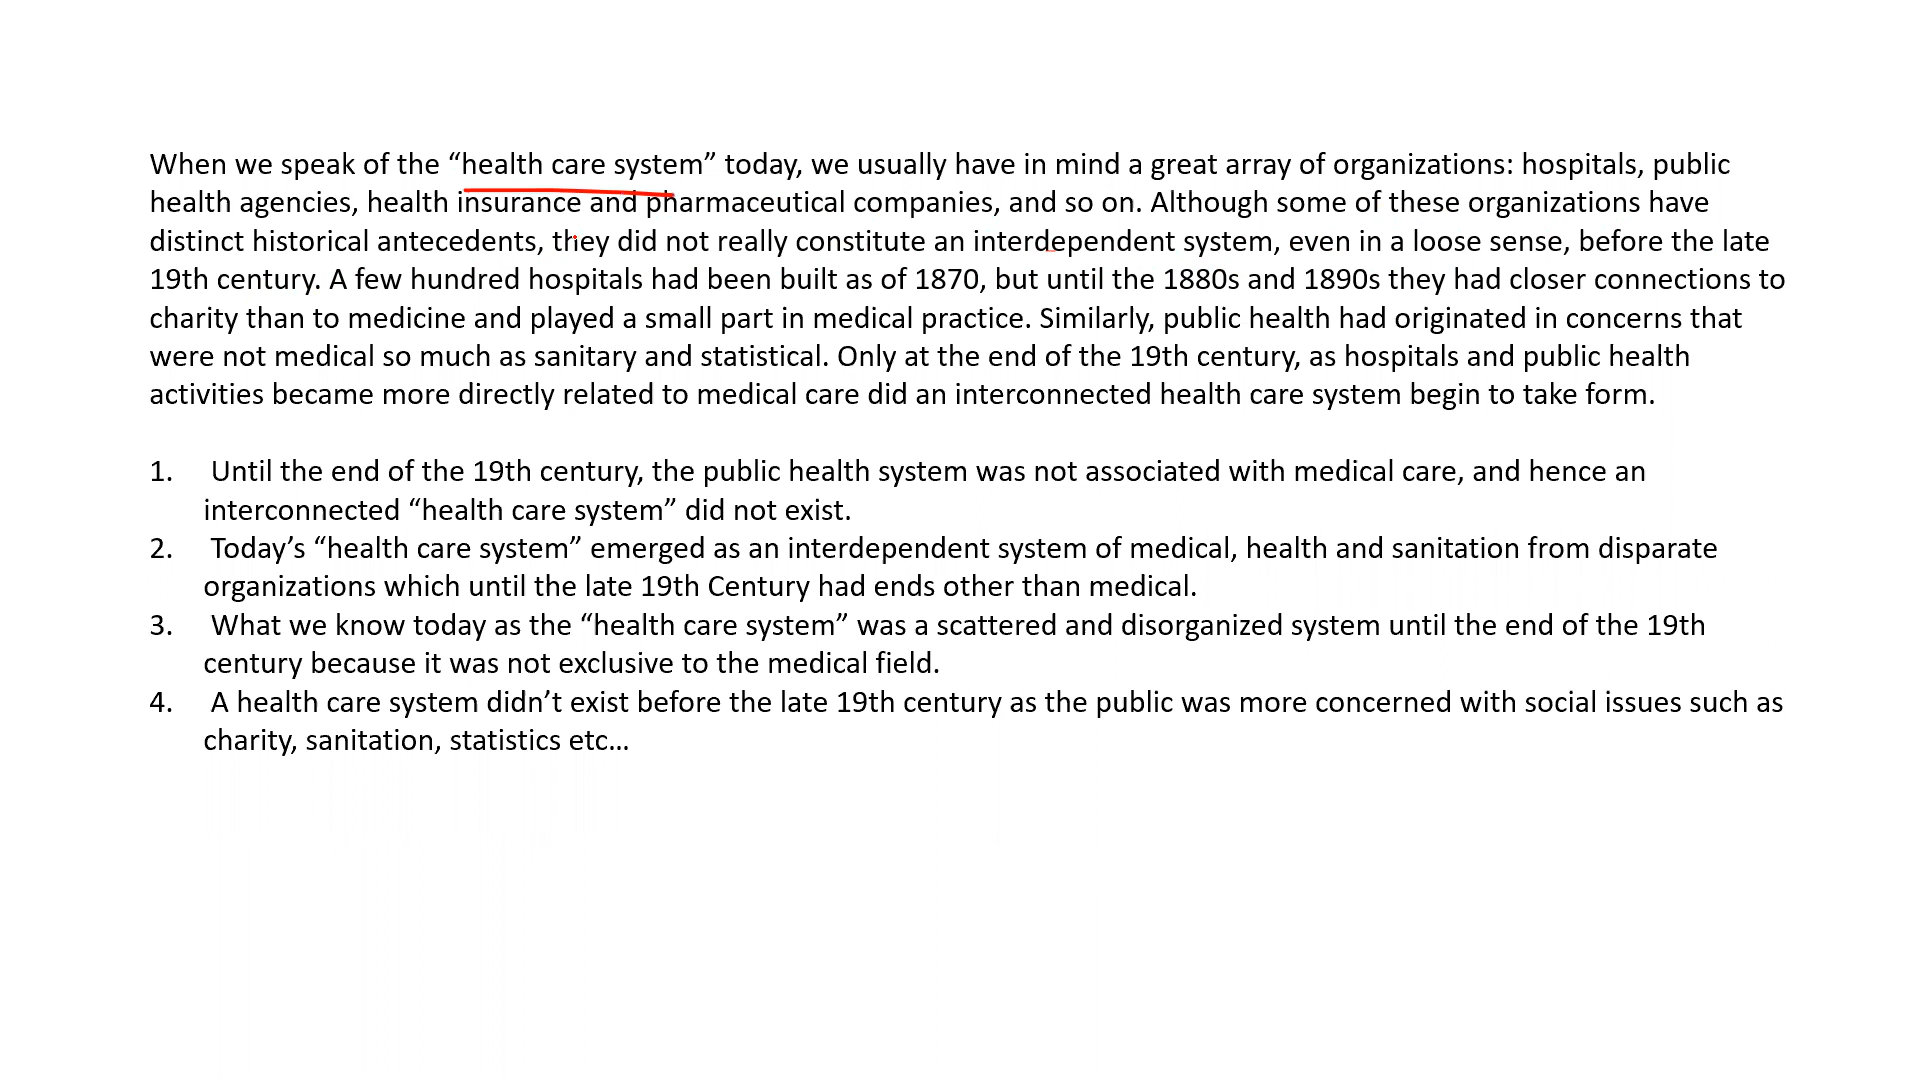 When we speak of the “health care system” today, we usually have in mind a great array of organizations: hospitals, public
health agencies, health insurance and pharmaceutical companies, and so on. Although some of these organizations have
distinct historical antecedents, they did not really constitute an interdependent system, even in a loose sense, before the late
19th century. A few hundred hospitals had been built as of 1870, but until the 1880s and 1890s they had closer connections to
charity than to medicine and played a small part in medical practice. Similarly, public health had originated in concerns that
were not medical so much as sanitary and statistical. Only at the end of the 19th century, as hospitals and public health
activities became more directly related to medical care did an interconnected health care system begin to take form.
1. Until the end of the 19th century, the public health system was not associated with medical care, and hence an
interconnected “health care system” did not exist.
2. Today’s “health care system” emerged as an interdependent system of medical, health and sanitation from disparate
organizations which until the late 19th Century had ends other than medical.
3. What we know today as the “health care system” was a scattered and disorganized system until the end of the 19th
century because it was not exclusive to the medical field.
4. A health care system didn’t exist before the late 19th century as the public was more concerned with social issues such as
charity, sanitation, statistics etc…